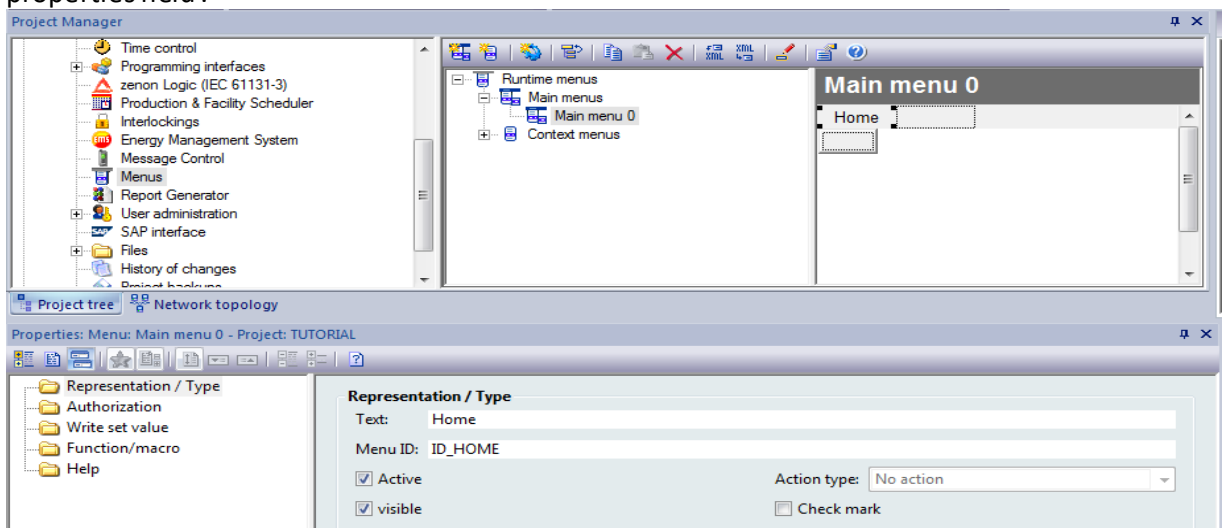 properties field :
Project Manager
Time control
Programming interfaces
zenon Logic (IEC 61131-3)
Production & Facility Scheduler
Interlockings
Energy Management System
Message Control
Menus
Report Generator
User administration
SAP interface
Files
History of changes
Project backups
Runtime menus
Main menus
Main menu 0
Context menus
Main menu 0
Home
Project tree
Network topology
Properties: Menu: Main menu 0 - Project: TUTORIAL
Representation / Type
Authorization
Write set value
Function/macro
Help
Representation / Type
Text: Home
Menu ID: ID_HOME
Active
Action type: No action
visible
Check mark